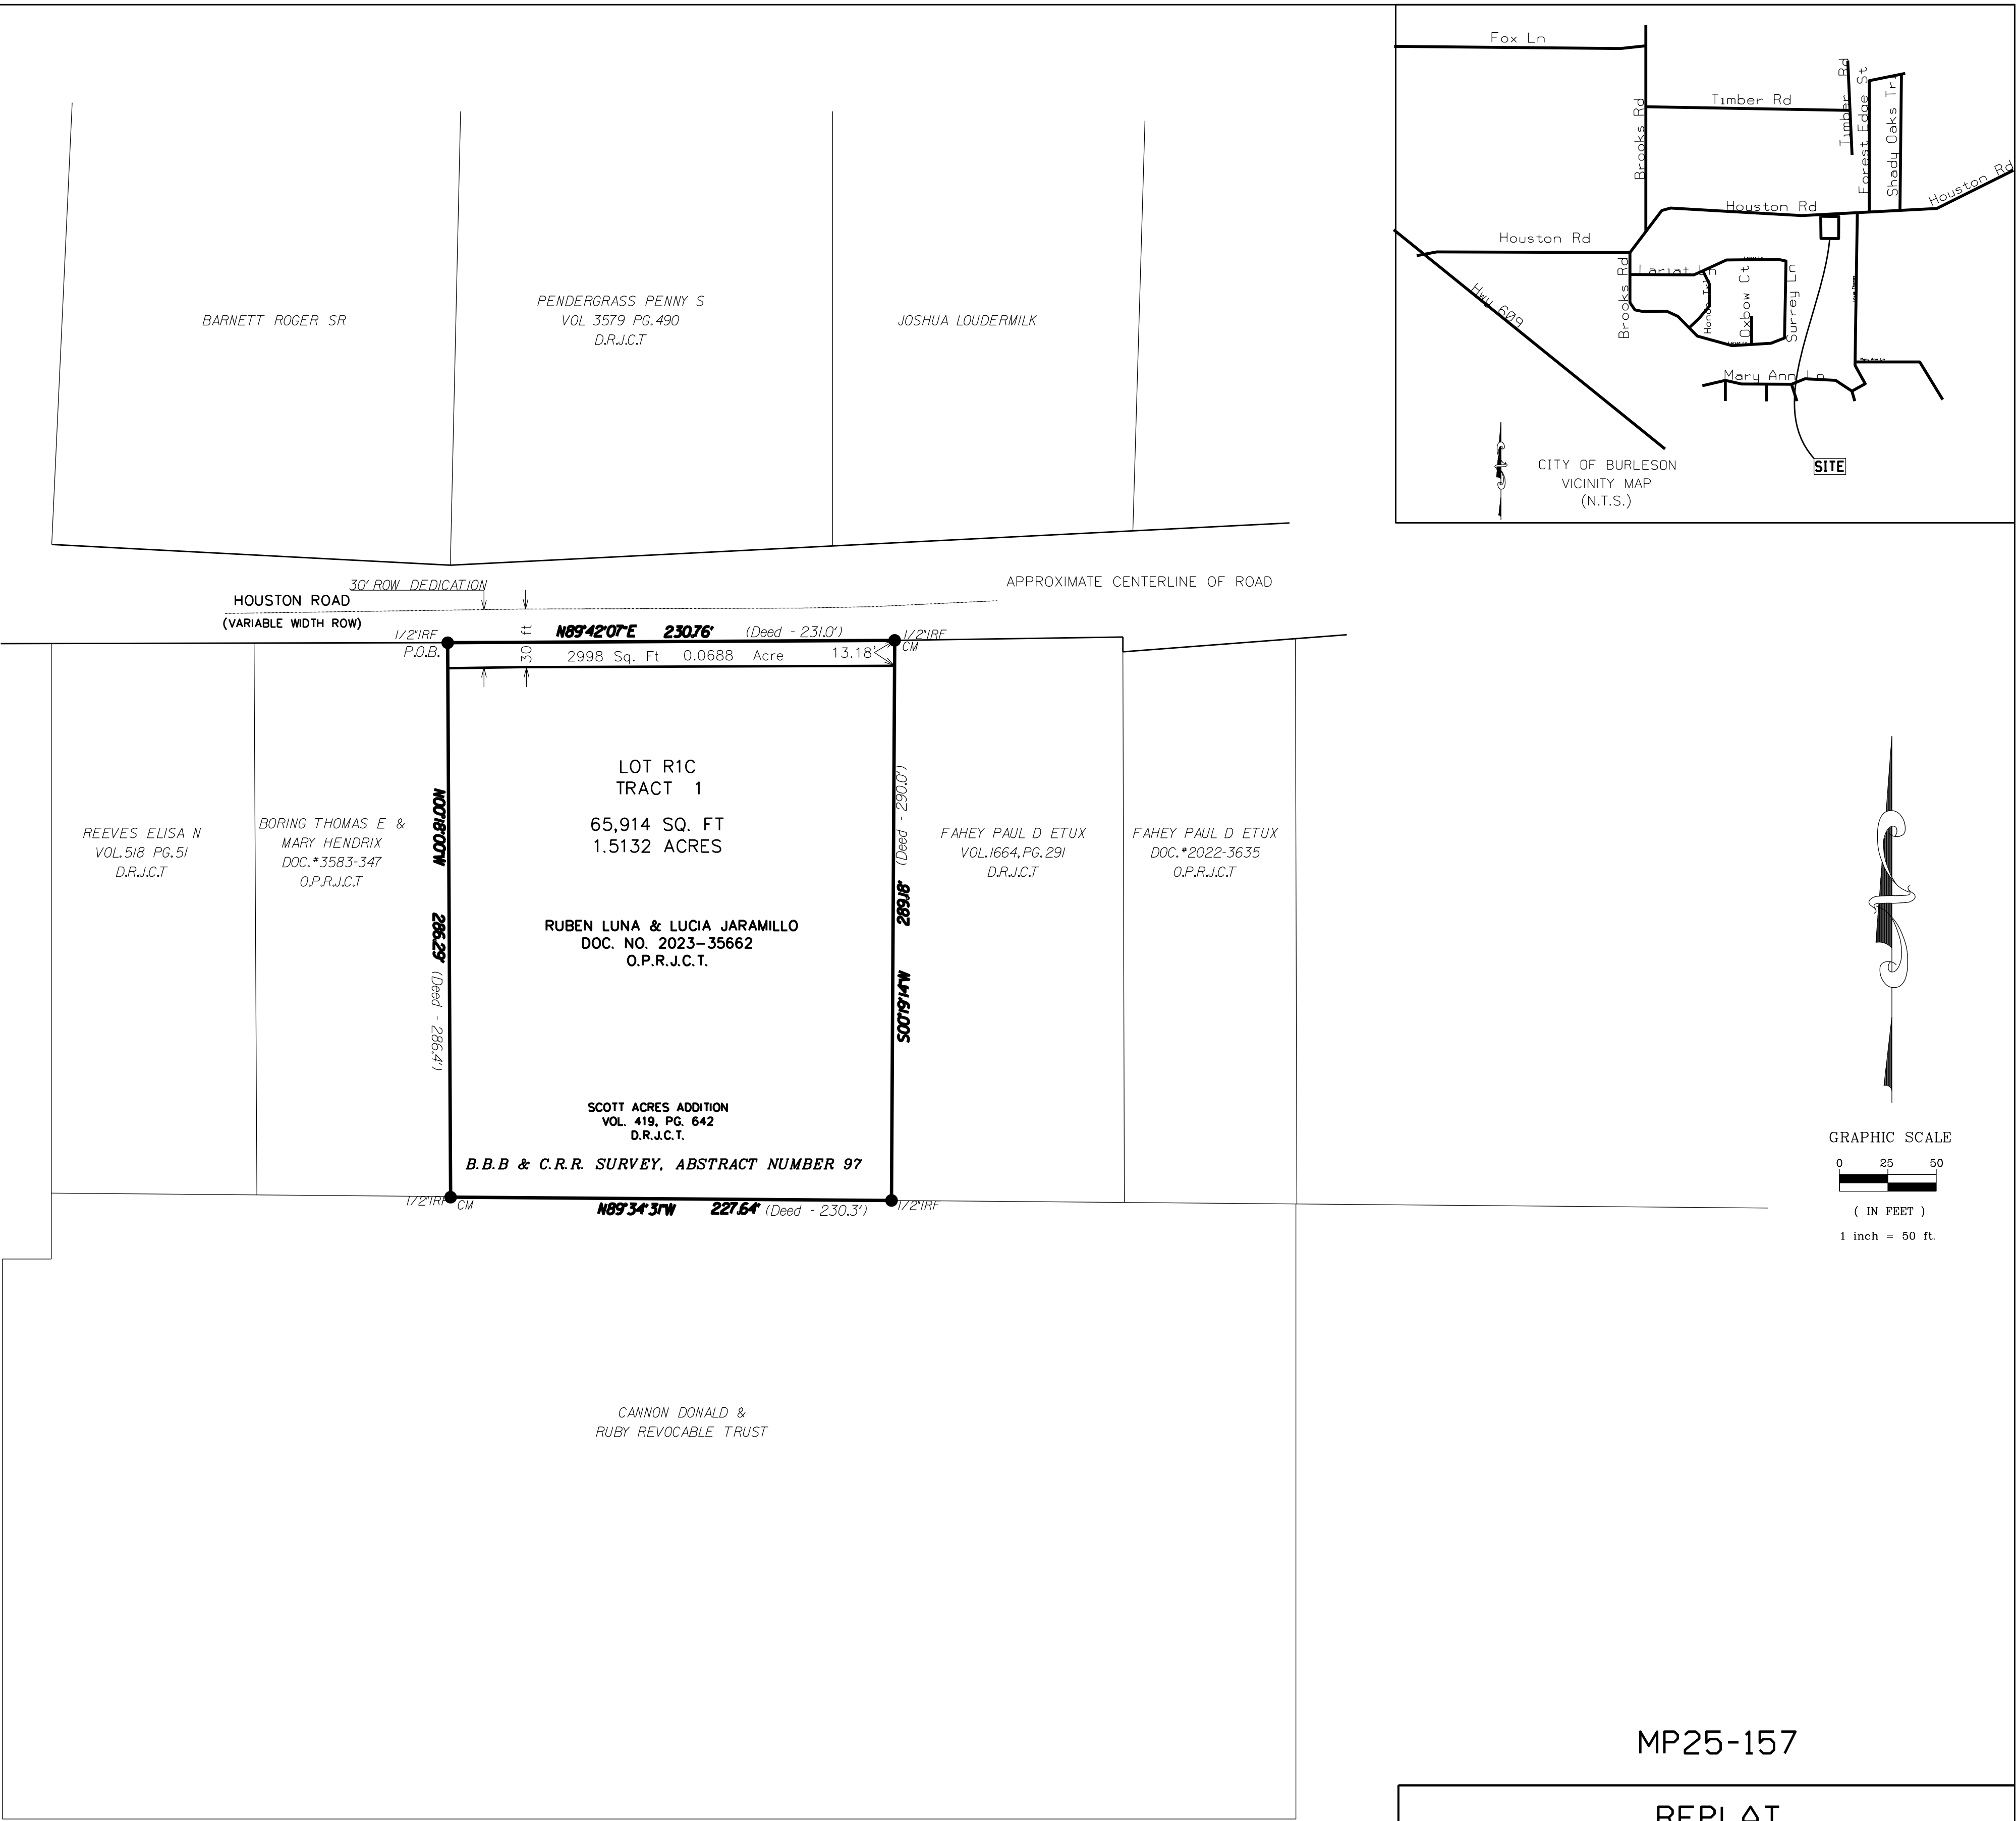 Fox Ln
Brooks Rd
Timber Rd
Timber Rd
Forest Edge St
Shady Oaks Trl
Houston Rd
Houston Rd
Houston Rd
Brooks Rd
Lariat Ln
Oxbow Ct
Surrey Ln
Mary Ann Ln
Mary Ann Ln
Hwy 609
CITY OF BURLESON
VICINITY MAP
(N.T.S.)
SITE
BARNETT ROGER SR
PENDERGRASS PENNY S
VOL 3579 PG.490
D.R.J.C.T
JOSHUA LOUDERMILK
30' ROW DEDICATION
HOUSTON ROAD
(VARIABLE WIDTH ROW)
APPROXIMATE CENTERLINE OF ROAD
1/2"IRF
P.O.B.
30 ft
N89°42'07"E 230.76' (Deed - 231.0')
1/2"IRF
CM
2998 Sq. Ft 0.0688 Acre
13.18'
LOT R1C
TRACT 1
65,914 SQ. FT
1.5132 ACRES
RUBEN LUNA & LUCIA JARAMILLO
DOC. NO. 2023-35662
O.P.R.J.C.T.
SCOTT ACRES ADDITION
VOL. 419, PG. 642
D.R.J.C.T.
B.B.B & C.R.R. SURVEY, ABSTRACT NUMBER 97
N00°18'00"W 286.29' (Deed - 286.4')
S00°19'14"W 289.18' (Deed - 290.0')
REEVES ELISA N
VOL.518 PG.51
D.R.J.C.T
BORING THOMAS E &
MARY HENDRIX
DOC.#3583-347
O.P.R.J.C.T
FAHEY PAUL D ETUX
VOL.1664,PG.291
D.R.J.C.T
FAHEY PAUL D ETUX
DOC.#2022-3635
O.P.R.J.C.T
1/2"IRF
CM
N89°34'31"W 227.64' (Deed - 230.3')
1/2"IRF
CANNON DONALD &
RUBY REVOCABLE TRUST
GRAPHIC SCALE
0 25 50
( IN FEET )
1 inch = 50 ft.
MP25-157
REPLAT